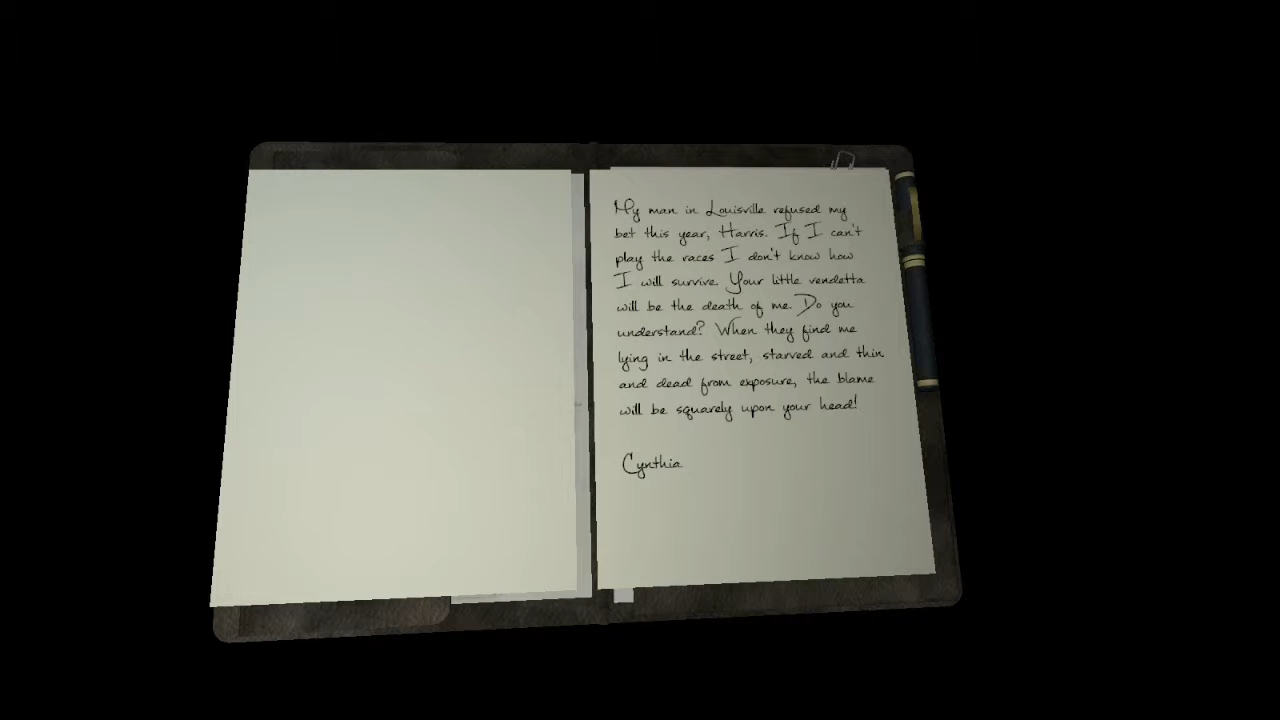 My man in Louisville refused my
bet this year, Harris. If I can't
play the races I don't know how
I will survive. Your little vendetta
will be the death of me. Do you
understand? When they find me
lying in the street, starved and thin
and dead from exposure, the blame
will be squarely upon your head!
Cynthia